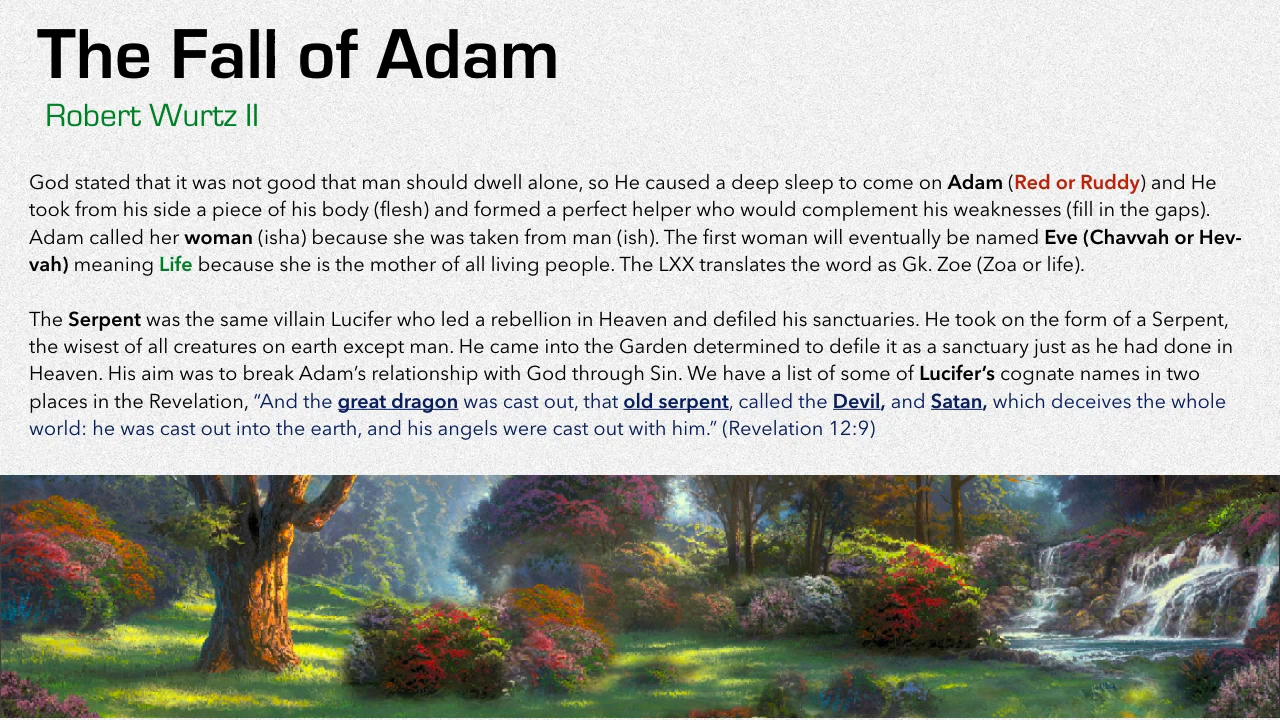 The Fall of Adam
Robert Wurtz II
God stated that it was not good that man should dwell alone, so He caused a deep sleep to come on Adam (Red or Ruddy) and He
took from his side a piece of his body (flesh) and formed a perfect helper who would complement his weaknesses (fill in the gaps).
Adam called her woman (isha) because she was taken from man (ish). The first woman will eventually be named Eve (Chavvah or Hev-
vah) meaning Life because she is the mother of all living people. The LXX translates the word as Gk. Zoe (Zoa or life).
The Serpent was the same villain Lucifer who led a rebellion in Heaven and defiled his sanctuaries. He took on the form of a Serpent,
the wisest of all creatures on earth except man. He came into the Garden determined to defile it as a sanctuary just as he had done in
Heaven. His aim was to break Adam’s relationship with God through Sin. We have a list of some of Lucifer’s cognate names in two
places in the Revelation, “And the great dragon was cast out, that old serpent, called the Devil, and Satan, which deceives the whole
world: he was cast out into the earth, and his angels were cast out with him.” (Revelation 12:9)